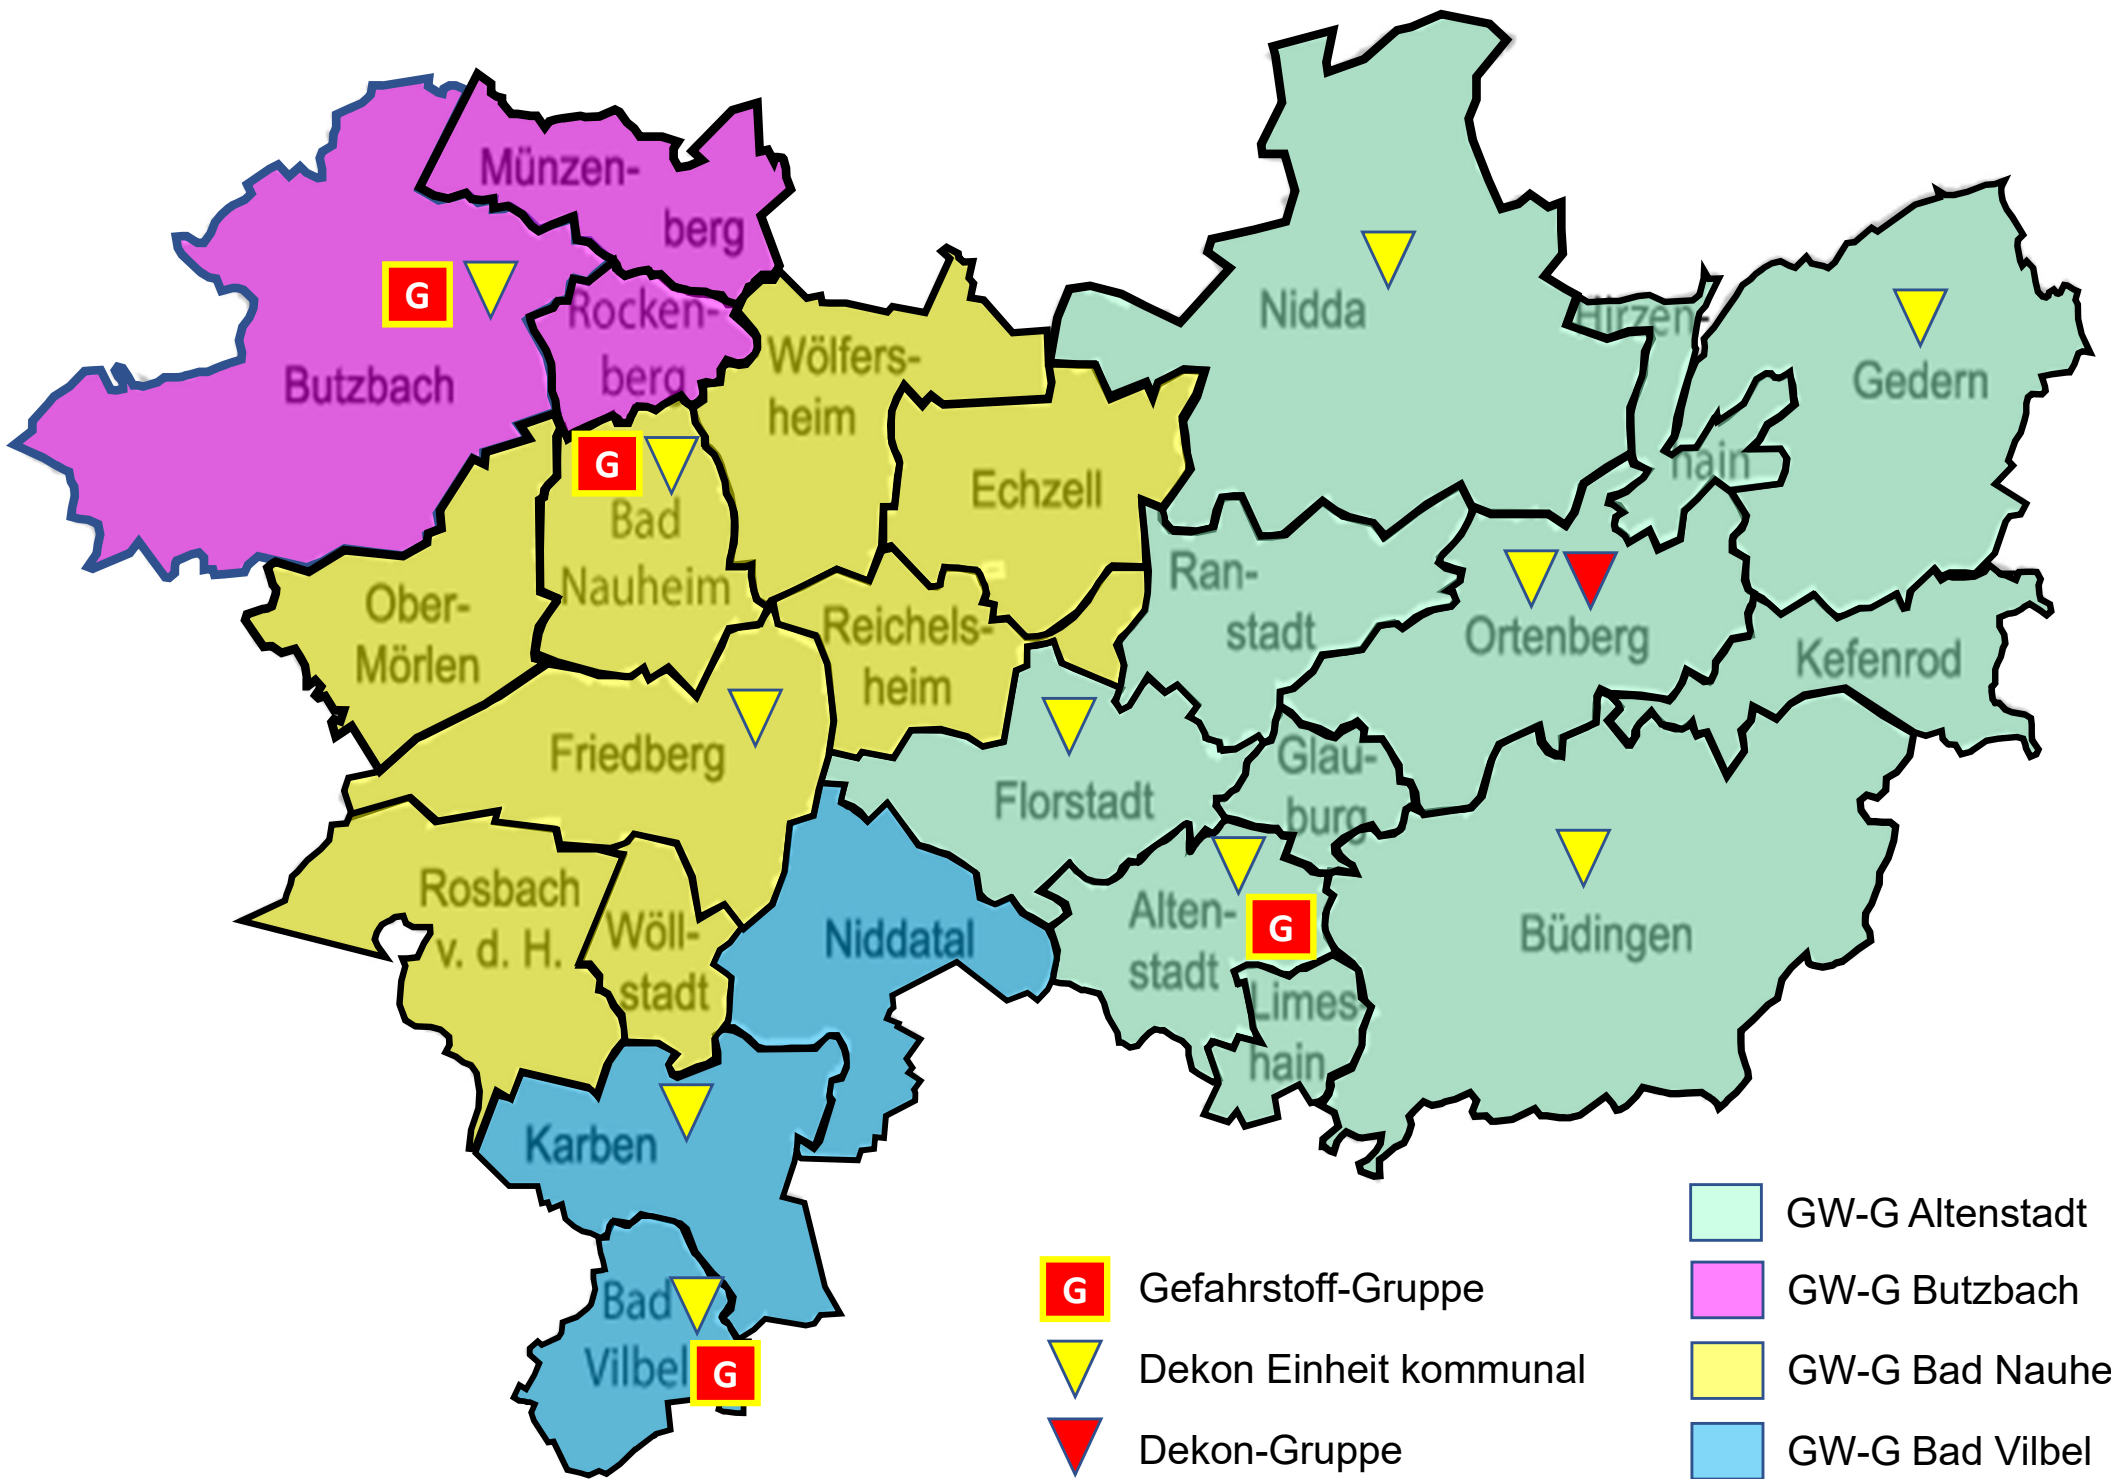 Münzen-
berg
G
Butzbach
Rocken-
berg
Wölfers-
heim
Nidda
Hirzen-
hain
Gedern
G
Bad
Nauheim
Echzell
Ober-
Mörlen
Reichels-
heim
Ran-
stadt
Ortenberg
Kefenrod
Friedberg
Florstadt
Glau-
burg
Rosbach
v. d. H.
Wöll-
stadt
Niddatal
Alten-
stadt
G
Limes-
hain
Büdingen
Karben
Bad
Vilbel
G
G Gefahrstoff-Gruppe
Dekon Einheit kommunal
Dekon-Gruppe
GW-G Altenstadt
GW-G Butzbach
GW-G Bad Nauhe
GW-G Bad Vilbel